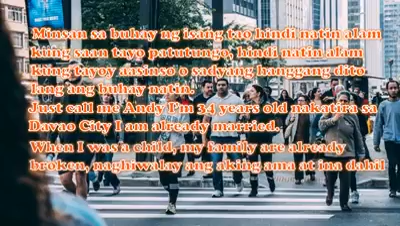 Minsan sa buhay ng isang tao hindi natin alam
kung saan tayo patutungo, hindi natin alam
kung tayoy aasinso o sadyang hanggang dito
lang ang buhay natin.
Just call me Andy I'm 34 years old nakatira sa
Davao City I am already married.
When I was a child, my family are already
broken, naghiwalay ang aking ama at ina dahil